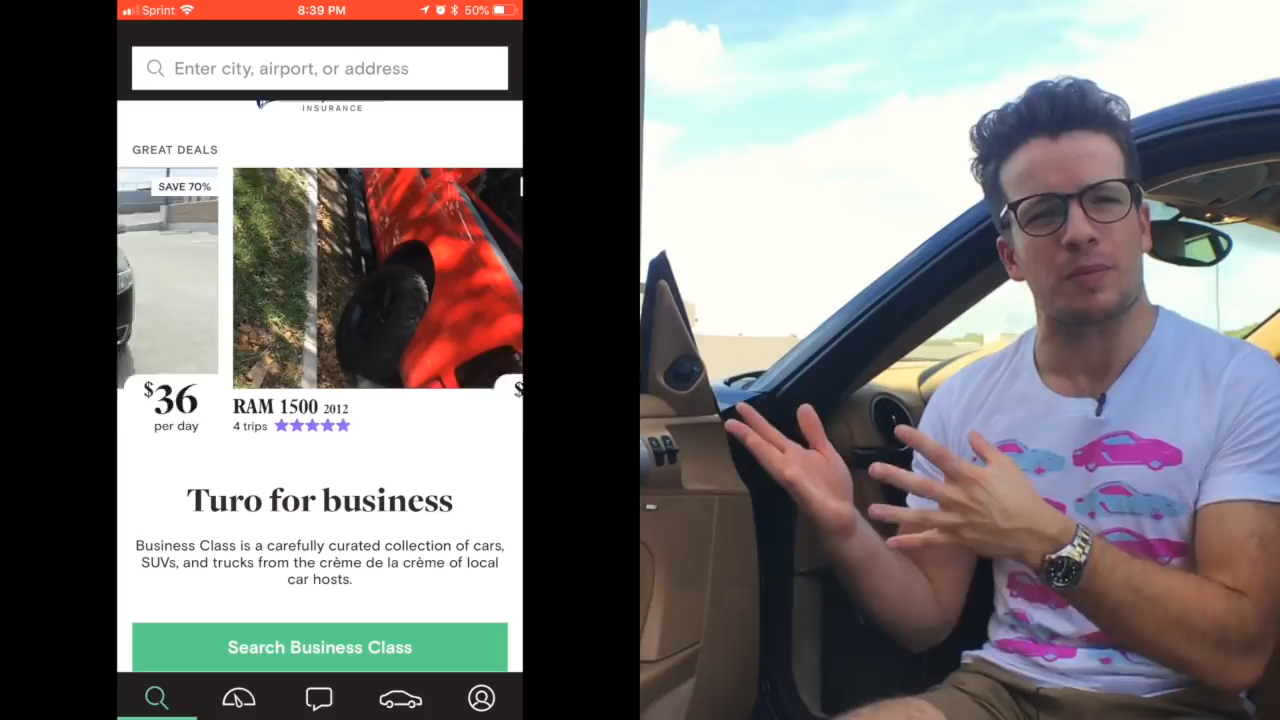 Sprint 8:39 PM 50%
Enter city, airport, or address
INSURANCE
GREAT DEALS
SAVE 70%
$36
per day
RAM 1500 2012
4 trips
$
Turo for business
Business Class is a carefully curated collection of cars,
SUVs, and trucks from the crème de la crème of local
car hosts.
Search Business Class